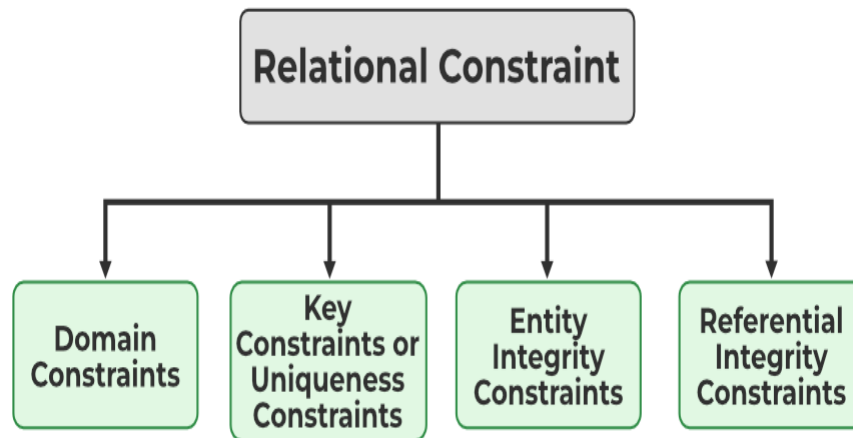 Relational Constraint
Domain
Constraints
Key
Constraints or
Uniqueness
Constraints
Entity
Integrity
Constraints
Referential
Integrity
Constraints